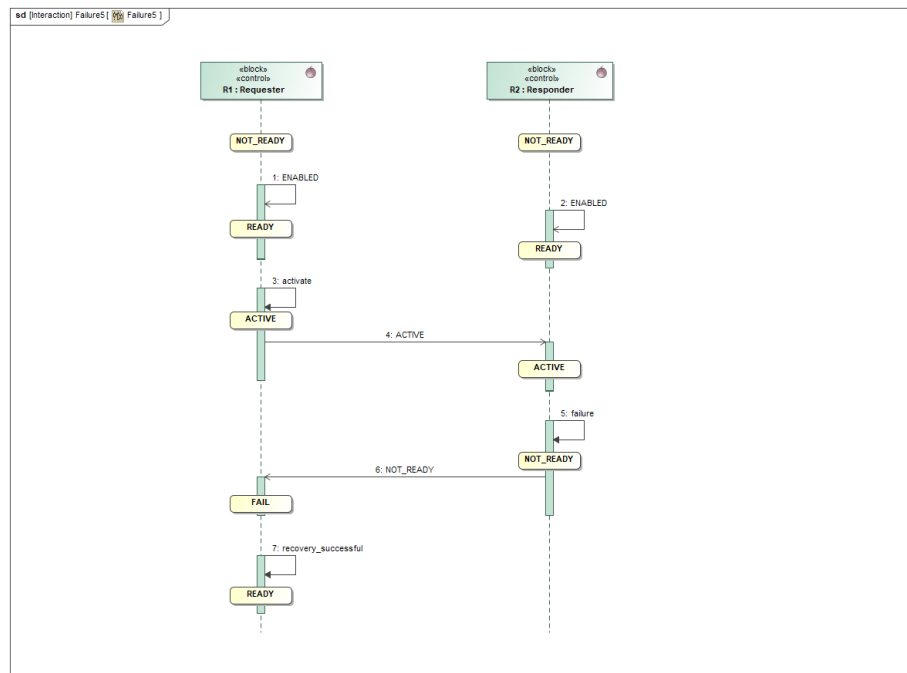 sd [Interaction] Failure5 [ Failure5 ]
«block»
«control»
R1 : Requester
«block»
«control»
R2 : Responder
NOT_READY
NOT_READY
1: ENABLED
2: ENABLED
READY
READY
3: activate
ACTIVE
4: ACTIVE
ACTIVE
5: failure
NOT_READY
6: NOT_READY
FAIL
7: recovery_successful
READY